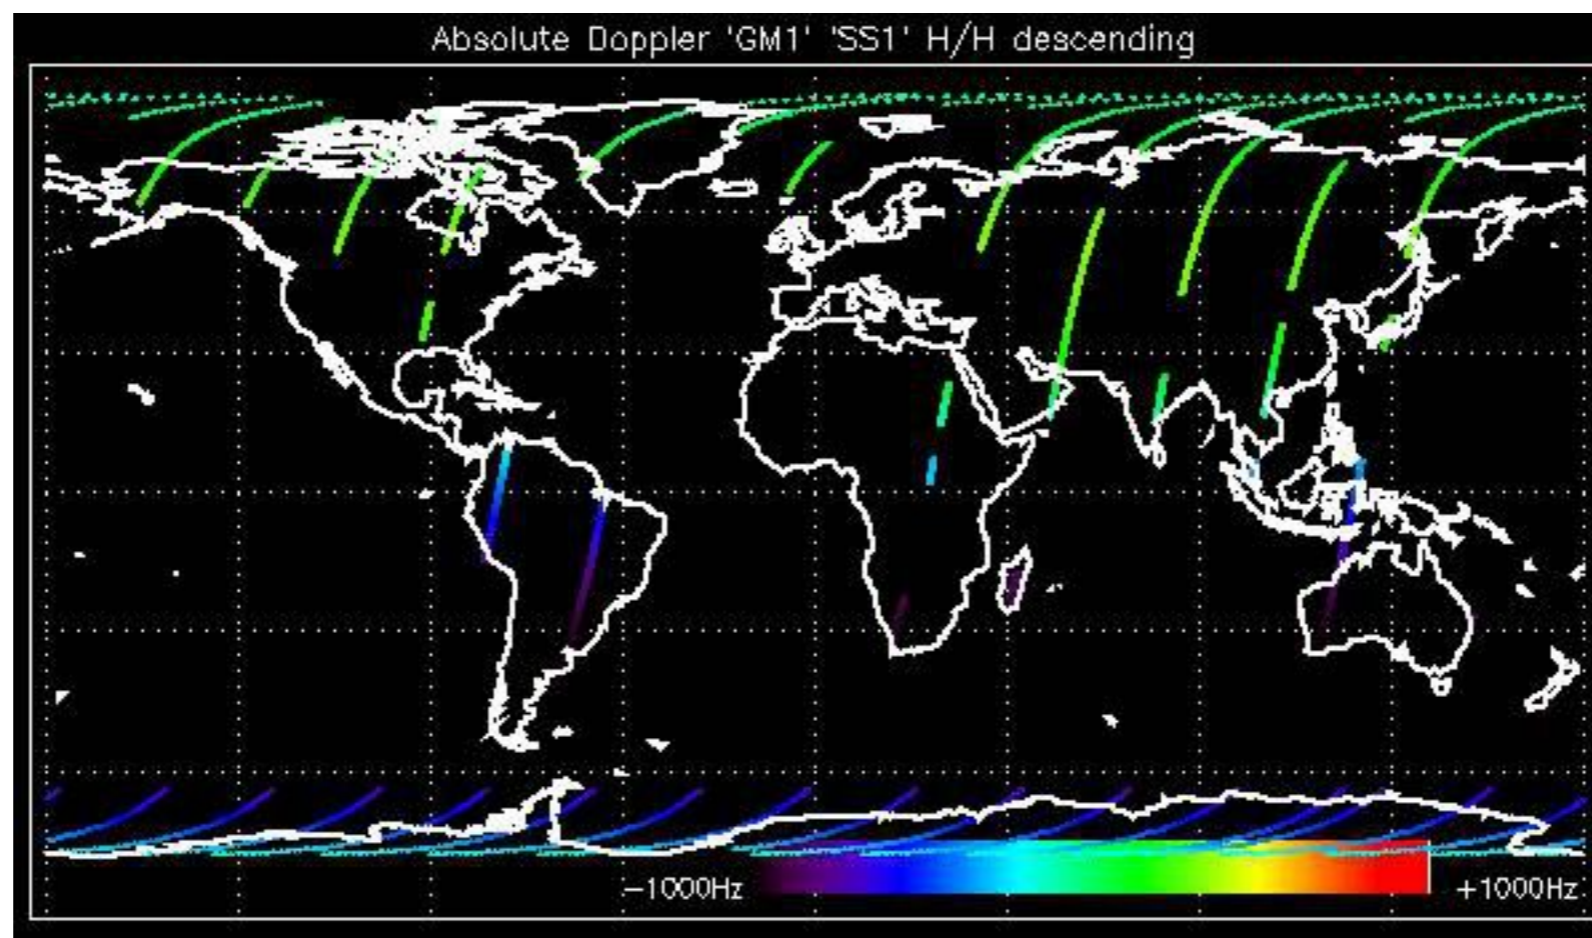 Absolute Doppler 'GM1' 'SS1' H/H descending
−1000Hz +1000Hz